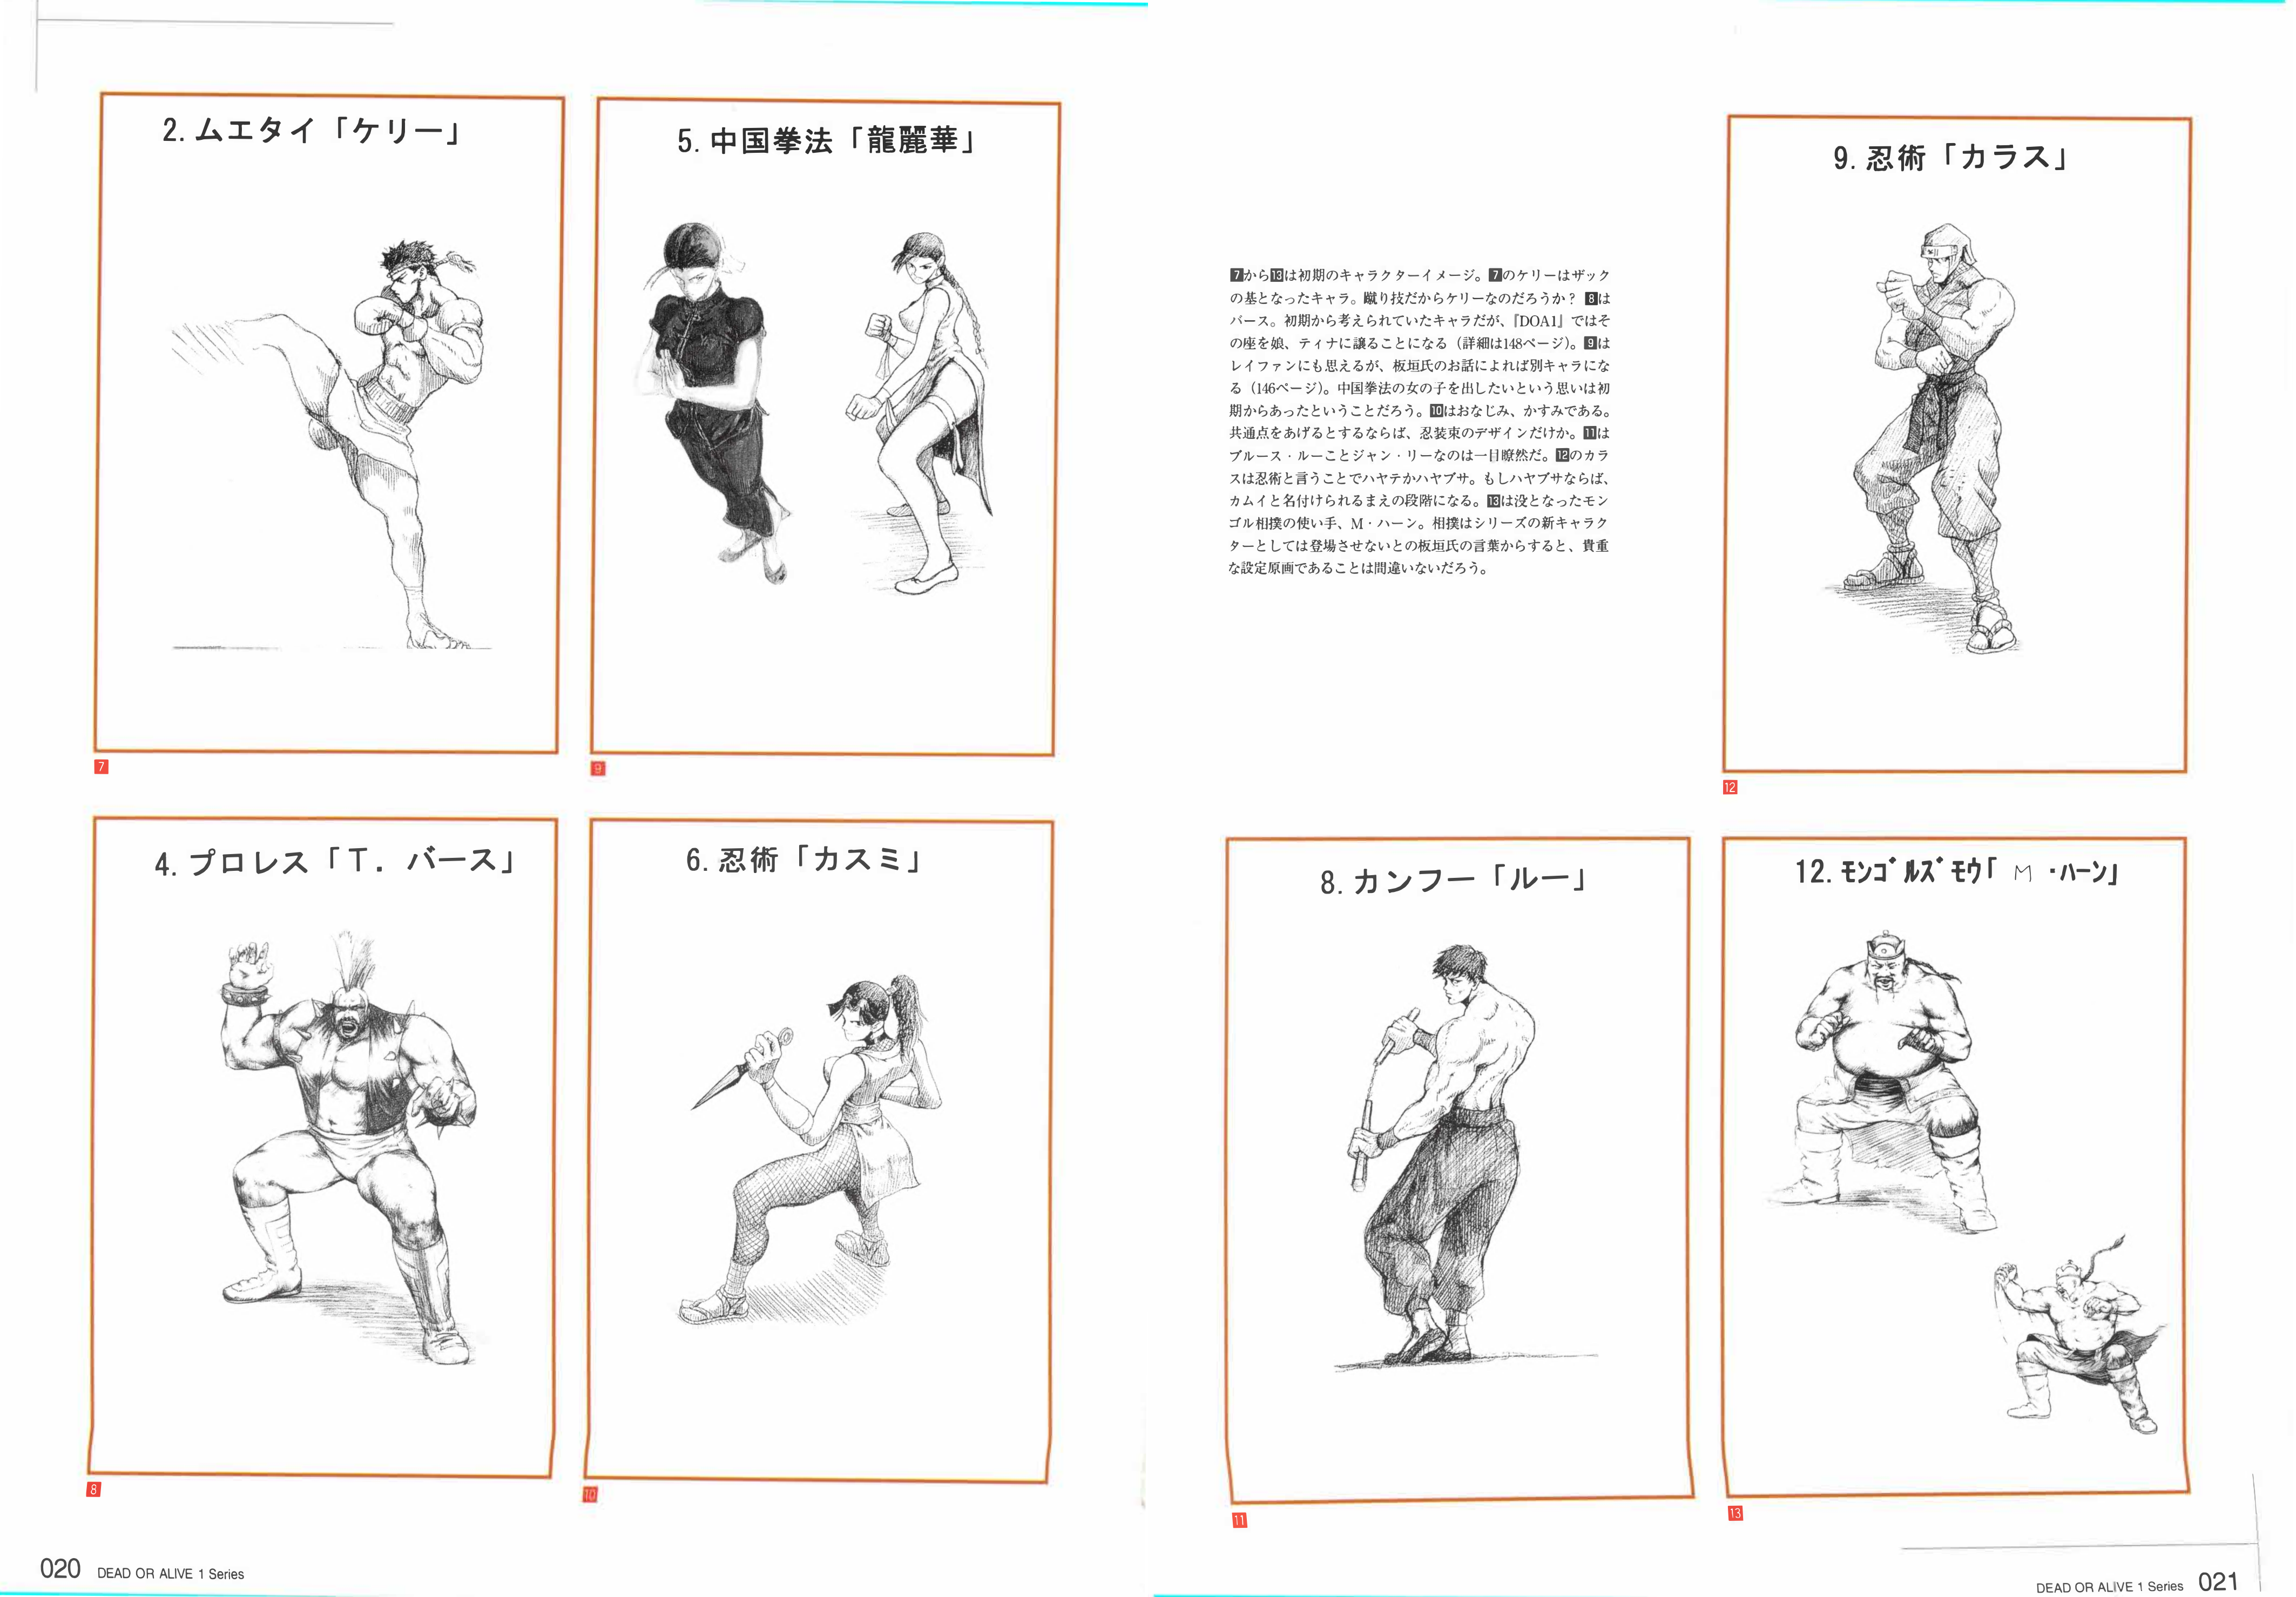 2. ムエタイ「ケリー」
7
5. 中国拳法「龍麗華」
9
4. プロレス「T. バース」
8
6. 忍術「カスミ」
10
020 DEAD OR ALIVE 1 Series
7から13は初期のキャラクターイメージ。7のケリーはザック
の基となったキャラ。蹴り技だからケリーなのだろうか? 8は
バース。初期から考えられていたキャラだが、『DOA1』ではそ
の座を娘、ティナに譲ることになる(詳細は148ページ)。9は
レイファンにも思えるが、板垣氏のお話によれば別キャラにな
る(146ページ)。中国拳法の女の子を出したいという思いは初
期からあったということだろう。10はおなじみ、かすみである。
共通点をあげるとするならば、忍装束のデザインだけか。11は
ブルース・ルーことジャン・リーなのは一目瞭然だ。12のカラ
スは忍術と言うことでハヤテかハヤブサ。もしハヤブサならば、
カムイと名付けられるまえの段階になる。13は没となったモン
ゴル相撲の使い手、M・ハーン。相撲はシリーズの新キャラク
ターとしては登場させないとの板垣氏の言葉からすると、貴重
な設定原画であることは間違いないだろう。
9. 忍術「カラス」
12
8. カンフー「ルー」
11
12. ﾓﾝｺﾞﾙｽﾞﾓｳ「M・ﾊｰﾝ」
13
DEAD OR ALIVE 1 Series 021